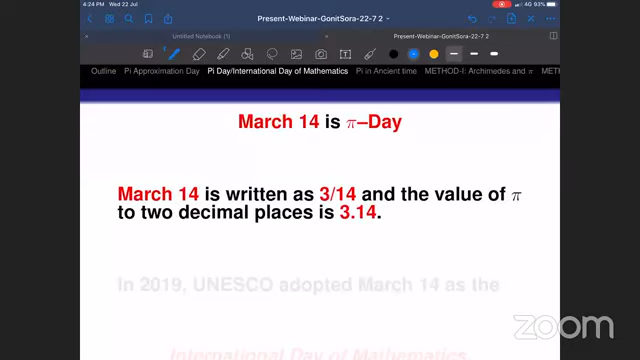 4:24 PM Wed 22 Jul
Present-Webinar-GonitSora-22-7 2
4G 93%
Untitled Notebook (1)
Present-Webinar-GonitSora-22-7 2
Outline Pi Approximation Day Pi Day/International Day of Mathematics Pi in Ancient time METHOD-I: Archimedes and π MET
March 14 is π–Day
March 14 is written as 3/14 and the value of π
to two decimal places is 3.14.
In 2019, UNESCO adopted March 14 as the
International Day of Mathematics
zoom